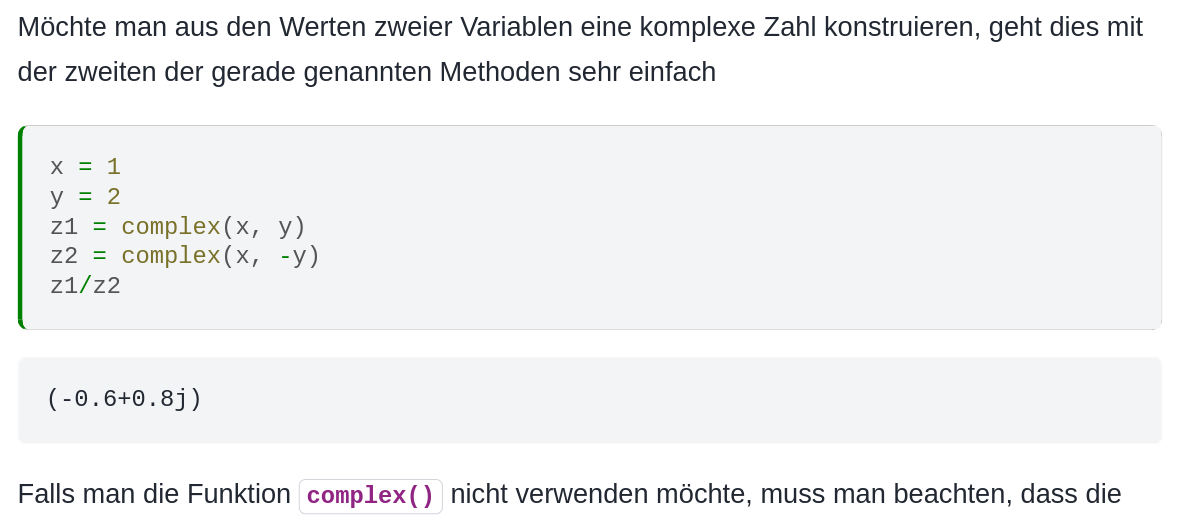 Möchte man aus den Werten zweier Variablen eine komplexe Zahl konstruieren, geht dies mit
der zweiten der gerade genannten Methoden sehr einfach
x = 1
y = 2
z1 = complex(x, y)
z2 = complex(x, -y)
z1/z2
(-0.6+0.8j)
Falls man die Funktion complex() nicht verwenden möchte, muss man beachten, dass die